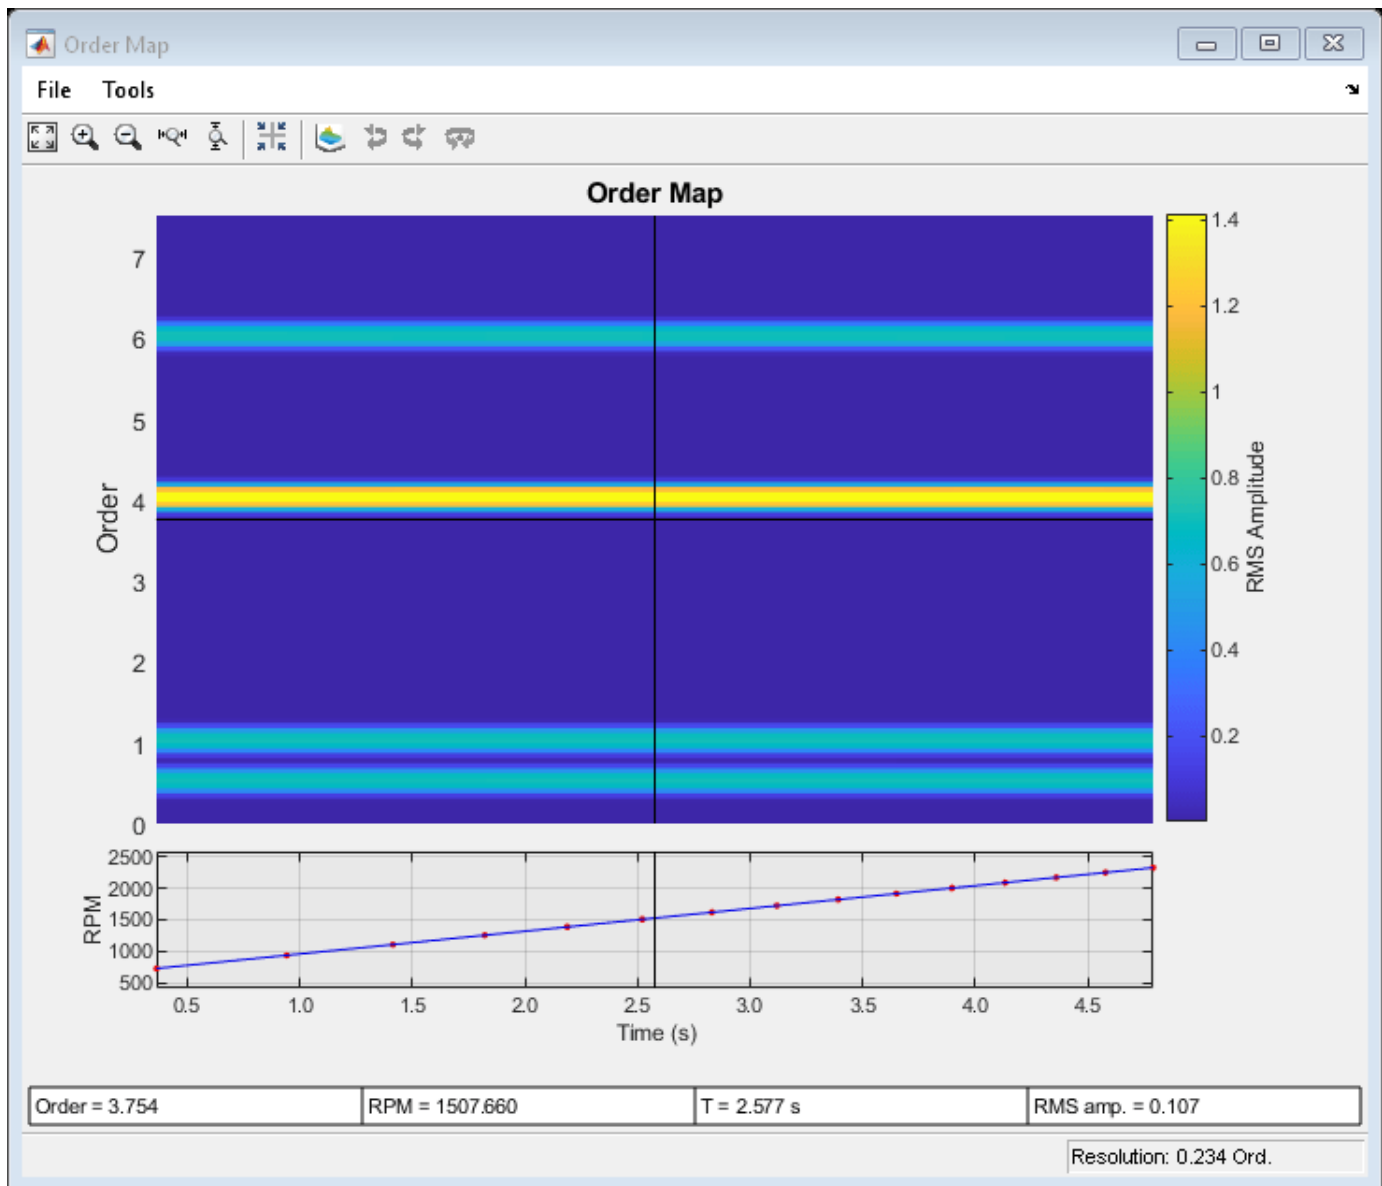 Order Map
File Tools
Order Map
7
6
5
4
3
2
1
0
Order
1.4
1.2
1
0.8
0.6
0.4
0.2
RMS Amplitude
2500
2000
1500
1000
500
RPM
0.5 1.0 1.5 2.0 2.5 3.0 3.5 4.0 4.5
Time (s)
Order = 3.754 RPM = 1507.660 T = 2.577 s RMS amp. = 0.107
Resolution: 0.234 Ord.